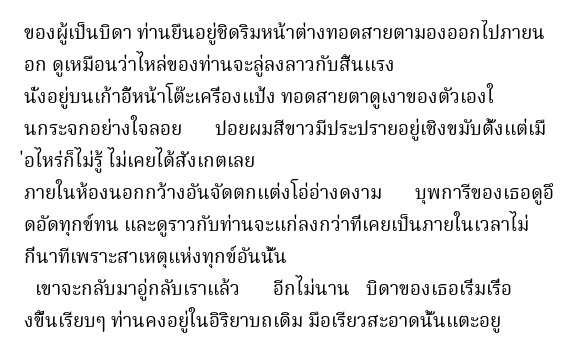 ของผู้เป็นบิดา ท่านยืนอยู่ชิดริมหน้าต่างทอดสายตามองออกไปภายน
อก ดูเหมือนว่าไหล่ของท่านจะลู่ลงลาวกับสิ้นแรง
นั่งอยู่บนเก้าอี้หน้าโต๊ะเครื่องแป้ง ทอดสายตาดูเงาของตัวเองใ
นกระจกอย่างใจลอย ปอยผมสีขาวมีประปรายอยู่เชิงขมับตั้งแต่เมื
่อไหร่ก็ไม่รู้ ไม่เคยได้สังเกตเลย
ภายในห้องนอกกว้างอันจัดตกแต่งโอ่อ่างดงาม บุพการีของเธอดูอึ
ดอัดทุกข์ทน และดูราวกับท่านจะแก่ลงกว่าที่เคยเป็นภายในเวลาไม่
กี่นาทีเพราะสาเหตุแห่งทุกข์อันนั้น
เขาจะกลับมาอู่กลับเราแล้ว อีกไม่นาน บิดาของเธอเริ่มเรื่อ
งขึ้นเรียบๆ ท่านคงอยู่ในอิริยาบถเดิม มือเรียวสะอาดนั้นแตะอยู